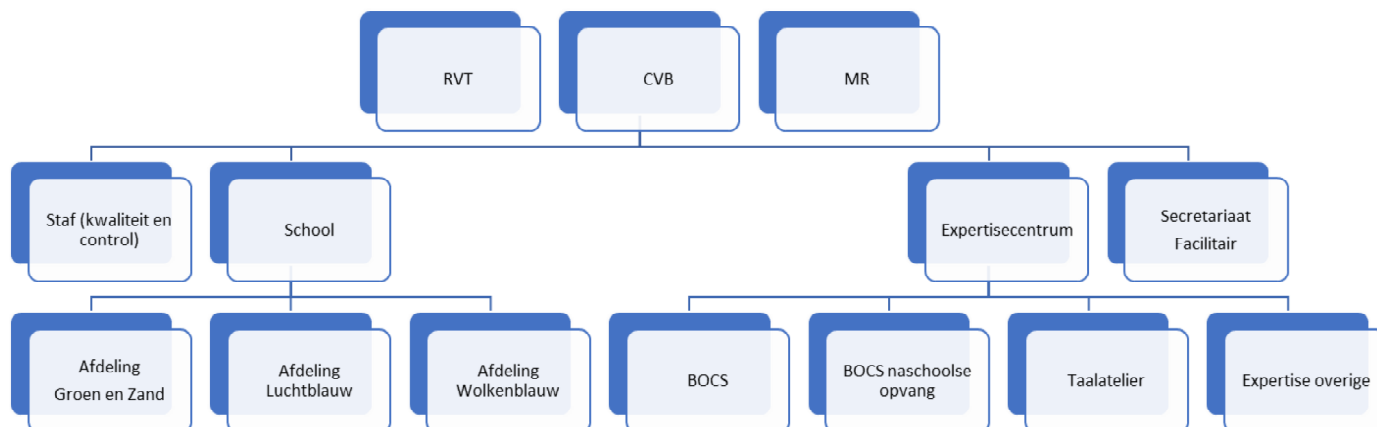 RVT
CVB
MR
Staf (kwaliteit en
control)
School
Expertisecentrum
Secretariaat
Facilitair
Afdeling
Groen en Zand
Afdeling
Luchtblauw
Afdeling
Wolkenblauw
BOCS
BOCS naschoolse
opvang
Taalatelier
Expertise overige